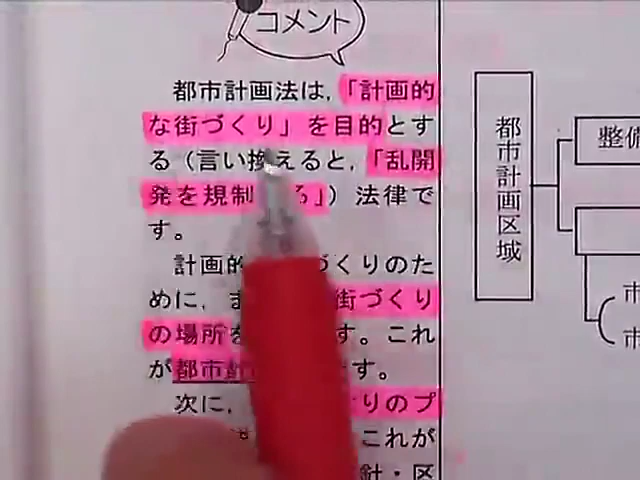 コメント
都市計画法は,「計画的
な街づくり」を目的とす
る(言い換えると,「乱開
発を規制る」)法律で
す。
計画的づくりのた
めに, 街づくり
の場所す。これ
が都市す。
次に, りのプ
これが
針・区
都市計画区域
整備
市
市